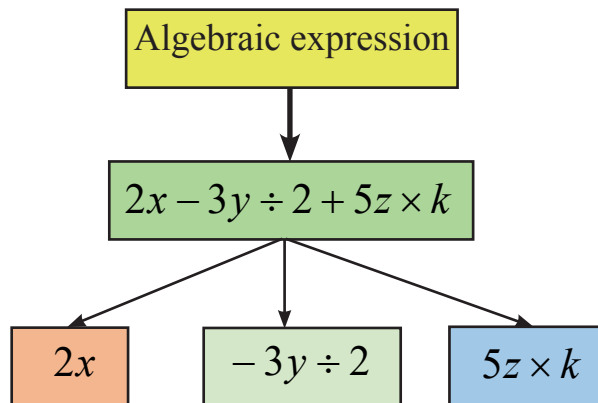 Algebraic expression
2x − 3y ÷ 2 + 5z × k
2x
− 3y ÷ 2
5z × k